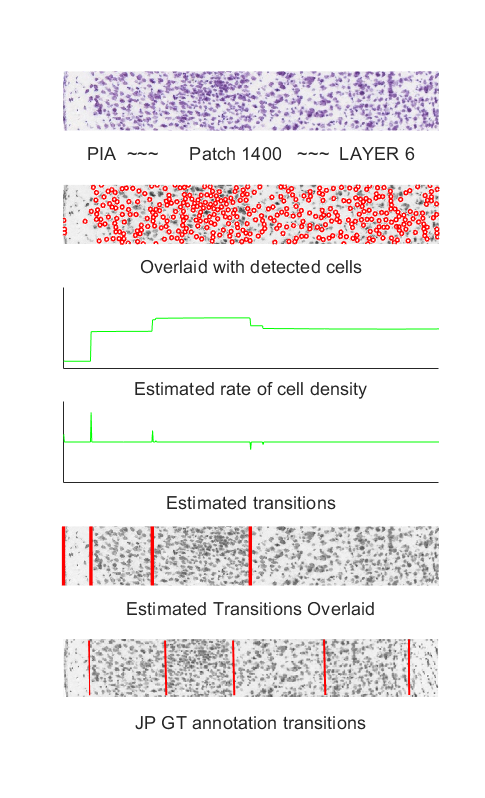 PIA ~~~ Patch 1400 ~~~ LAYER 6
Overlaid with detected cells
Estimated rate of cell density
Estimated transitions
Estimated Transitions Overlaid
JP GT annotation transitions